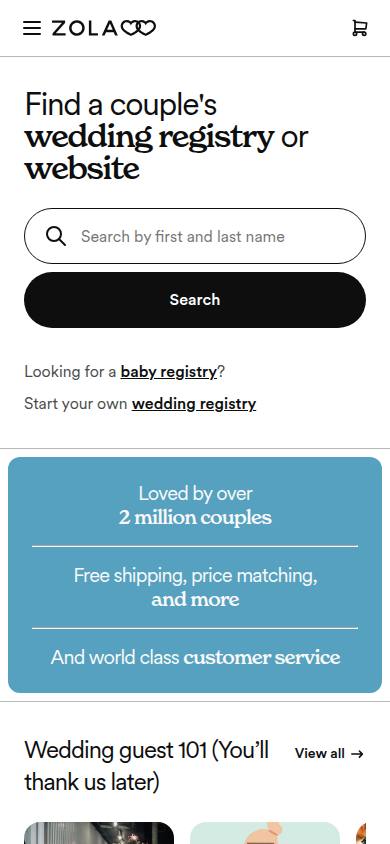 ZOLA
Find a couple's
wedding registry or
website
Search by first and last name
Search
Looking for a baby registry?
Start your own wedding registry
Loved by over
2 million couples
Free shipping, price matching,
and more
And world class customer service
Wedding guest 101 (You’ll
thank us later)
View all →